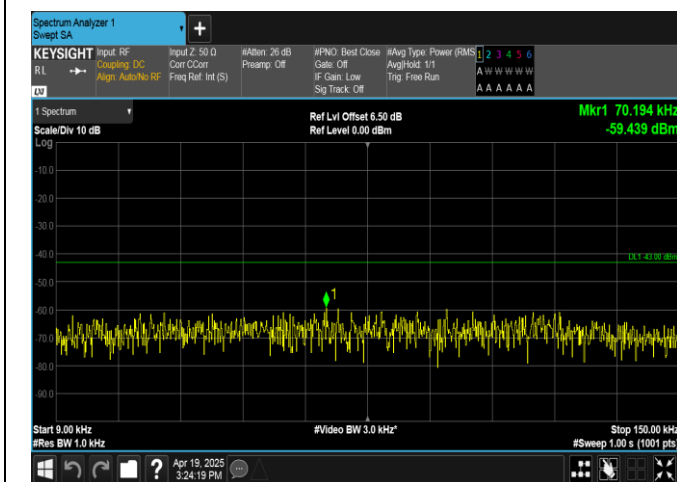 Spectrum Analyzer 1
Swept SA
+
KEYSIGHT
RL
LXI
Input: RF
Coupling: DC
Align: Auto/No RF
Input Z: 50 Ω
Corr CCorr
Freq Ref: Int (S)
#Atten: 26 dB
Preamp: Off
#PNO: Best Close
Gate: Off
IF Gain: Low
Sig Track: Off
#Avg Type: Power (RMS
Avg|Hold: 1/1
Trig: Free Run
1 2 3 4 5 6
A W W W W W
A A A A A A
1 Spectrum
Scale/Div 10 dB
Log
Ref Lvl Offset 6.50 dB
Ref Level 0.00 dBm
Mkr1 70.194 kHz
-59.439 dBm
-10.0
-20.0
-30.0
-40.0
DL1 -43.00 dBm
-50.0
1
-60.0
-70.0
-80.0
-90.0
Start 9.00 kHz
#Video BW 3.0 kHz*
Stop 150.00 kHz
#Res BW 1.0 kHz
#Sweep 1.00 s (1001 pts)
?
Apr 19, 2025
3:24:19 PM